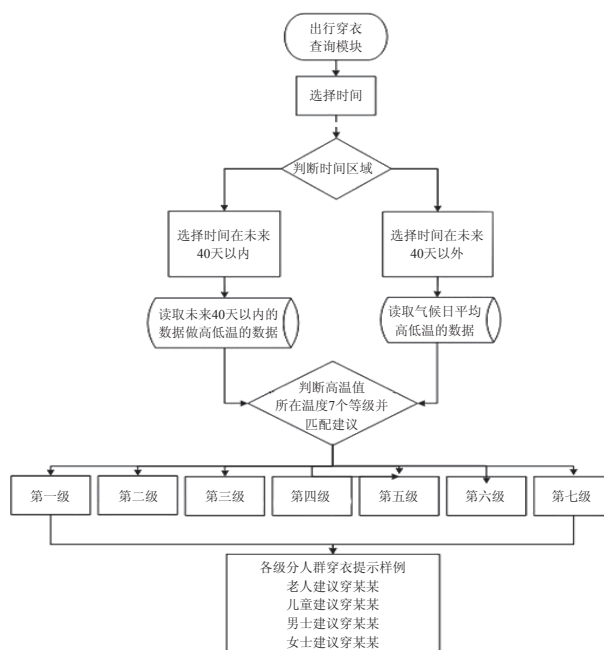 出行穿衣
查询模块
选择时间
判断时间区域
选择时间在未来
40天以内
选择时间在未来
40天以外
读取未来40天以内的
数据做高低温的数据
读取气候日平均
高低温的数据
判断高温值
所在温度7个等级并
匹配建议
第一级
第二级
第三级
第四级
第五级
第六级
第七级
各级分人群穿衣提示样例
老人建议穿某某
儿童建议穿某某
男士建议穿某某
女士建议穿某某